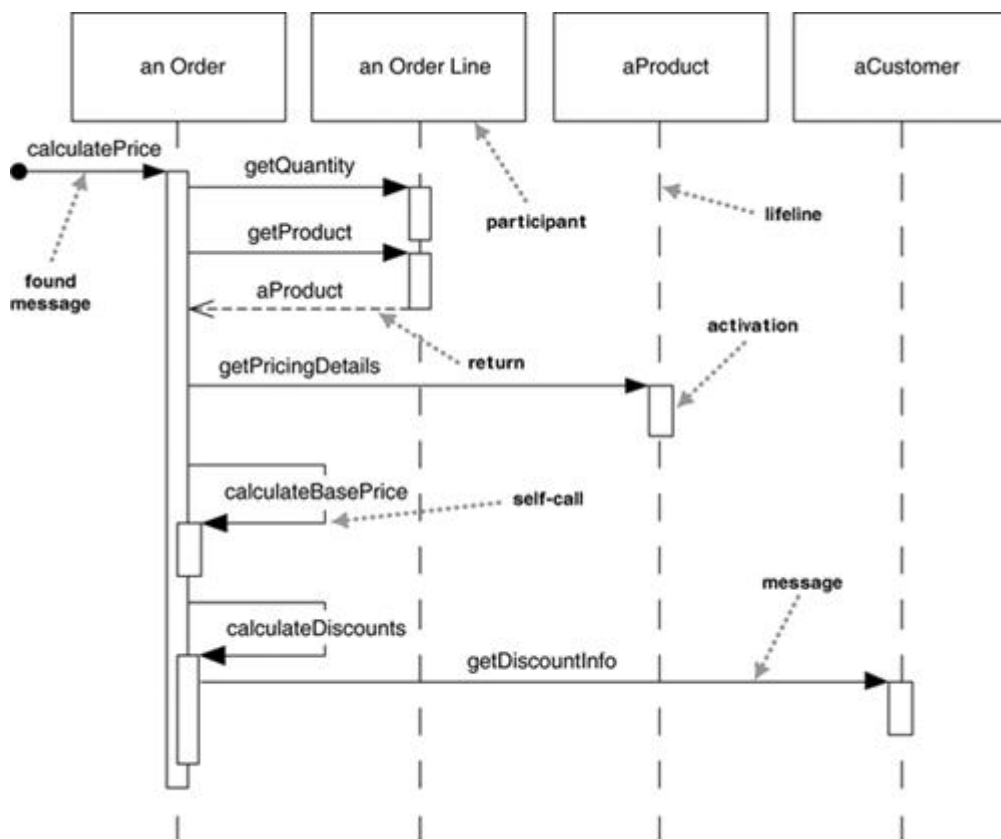 an Order
an Order Line
aProduct
aCustomer
calculatePrice
getQuantity
participant
lifeline
getProduct
found
message
aProduct
return
activation
getPricingDetails
calculateBasePrice
self-call
message
calculateDiscounts
getDiscountInfo